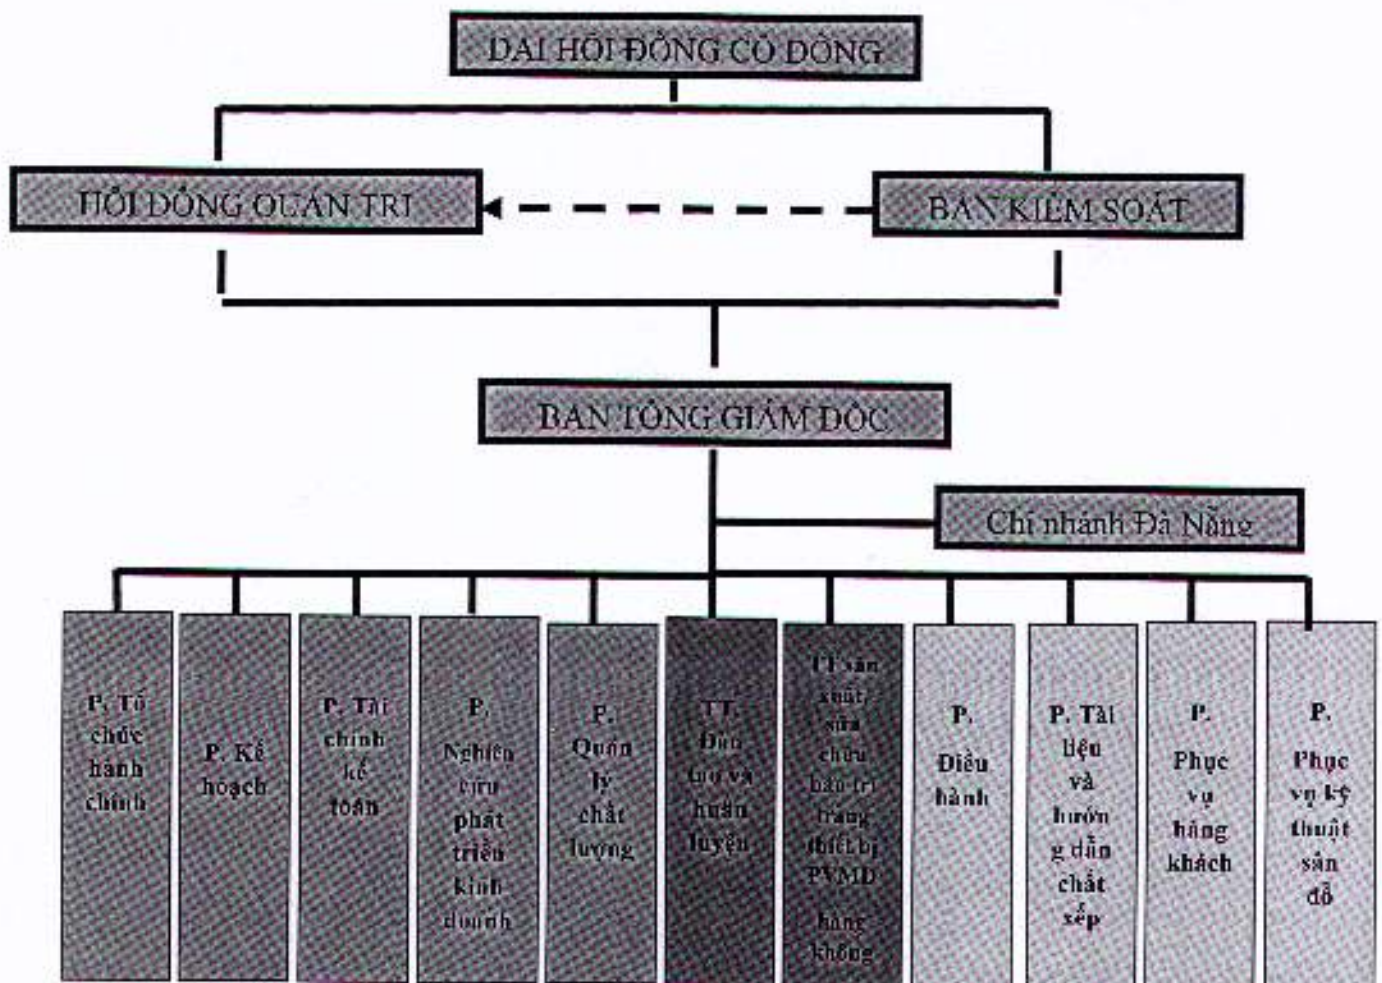 ĐẠI HỘI ĐỒNG CỔ ĐÔNG
HỘI ĐỒNG QUẢN TRỊ
BAN KIỂM SOÁT
BAN TỔNG GIÁM ĐỐC
Chi nhánh Đà Nẵng
P. Tổ
chức
hành
chính
P. Kế
hoạch
P. Tài
chính
kế
toán
P.
Nghiên
cứu
phát
triển
kinh
doanh
P.
Quản
lý
chất
lượng
TT.
Đào
tạo và
huấn
luyện
TT sản
xuất,
sửa
chữa
bảo trì
trang
thiết bị
PVMD
hàng
không
P.
Điều
hành
P. Tài
liệu
và
hướn
g dẫn
chất
xếp
P.
Phục
vụ
hàng
khách
P.
Phục
vụ kỹ
thuật
sân
đỗ